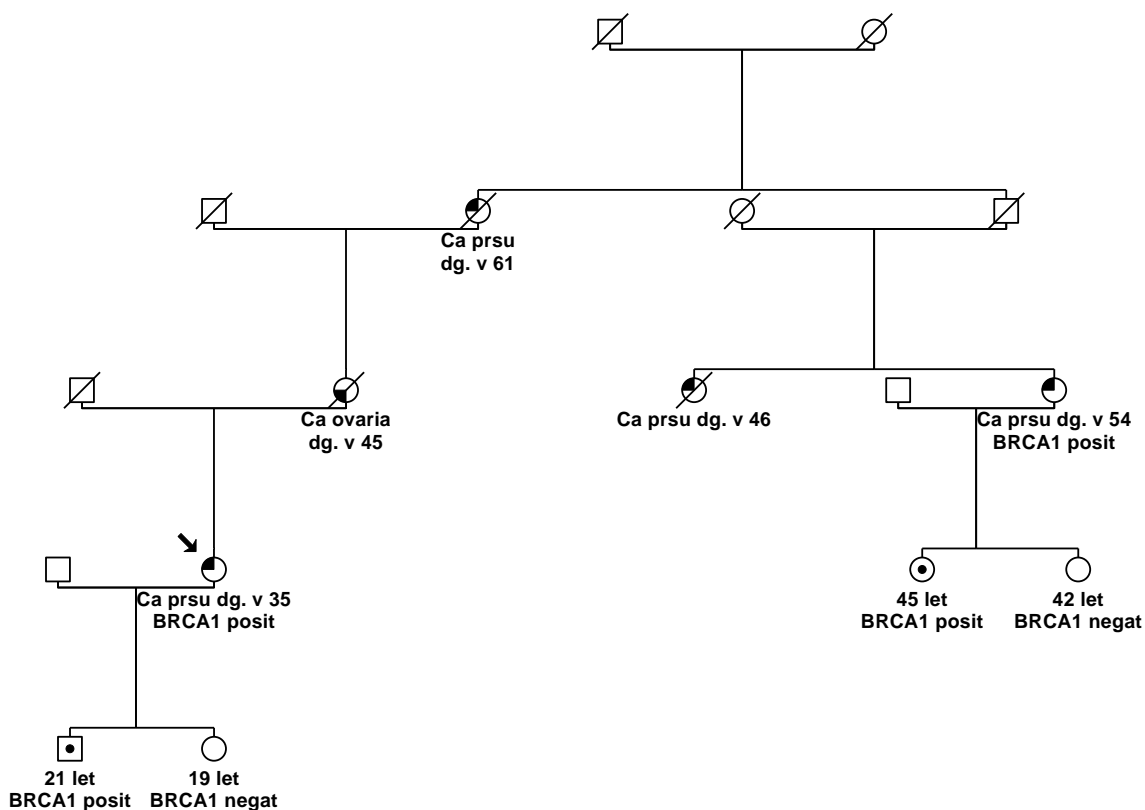 Ca prsu
dg. v 61
Ca ovaria
dg. v 45
Ca prsu dg. v 46
Ca prsu dg. v 54
BRCA1 posit
Ca prsu dg. v 35
BRCA1 posit
45 let
BRCA1 posit
42 let
BRCA1 negat
21 let
BRCA1 posit
19 let
BRCA1 negat